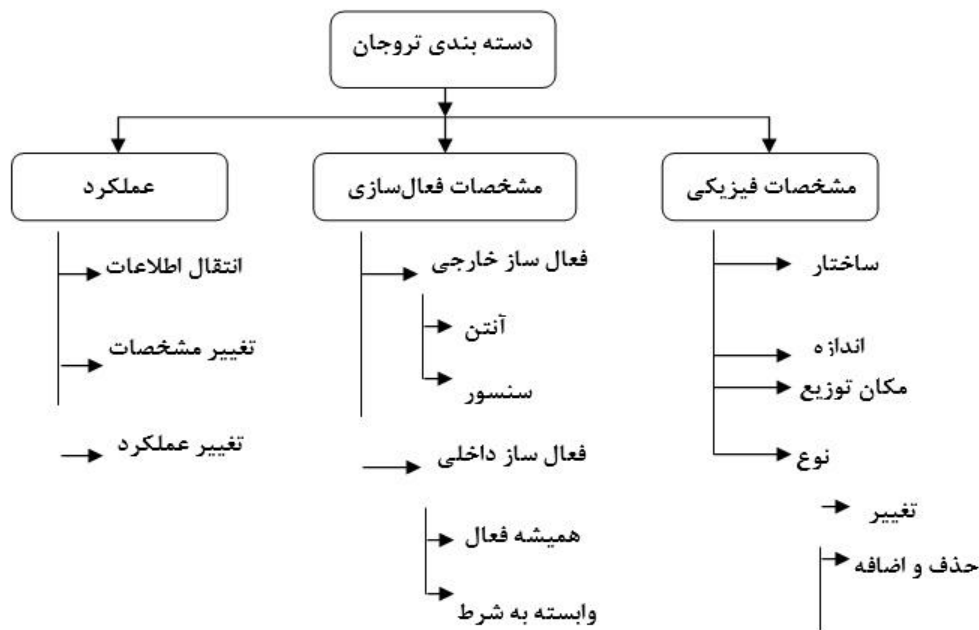 دسته بندی تروجان
مشخصات فیزیکی
ساختار
اندازه
مکان توزیع
نوع
تغییر
حذف و اضافه
مشخصات فعال‌سازی
فعال ساز خارجی
آنتن
سنسور
فعال ساز داخلی
همیشه فعال
وابسته به شرط
عملکرد
انتقال اطلاعات
تغییر مشخصات
تغییر عملکرد